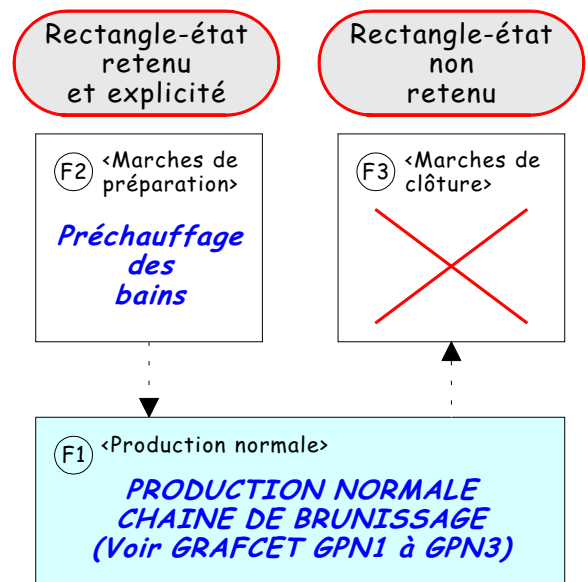 Rectangle-état
retenu
et explicité
Rectangle-état
non
retenu
F2 <Marches de
préparation>
Préchauffage
des
bains
F3 <Marches de
clôture>
F1 <Production normale>
PRODUCTION NORMALE
CHAINE DE BRUNISSAGE
(Voir GRAFCET GPN1 à GPN3)